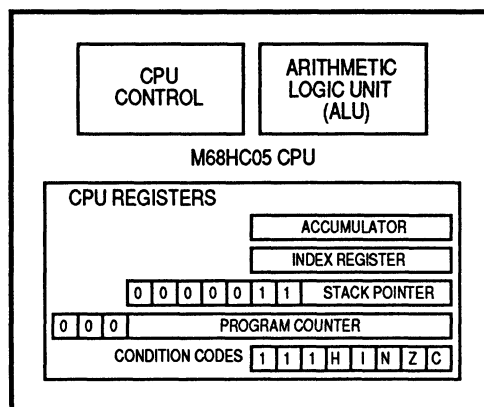 CPU
CONTROL
ARITHMETIC
LOGIC UNIT
(ALU)
M68HC05 CPU
CPU REGISTERS
ACCUMULATOR
INDEX REGISTER
0 0 0 0 0 1 1 STACK POINTER
0 0 0 PROGRAM COUNTER
CONDITION CODES 1 1 1 H I N Z C